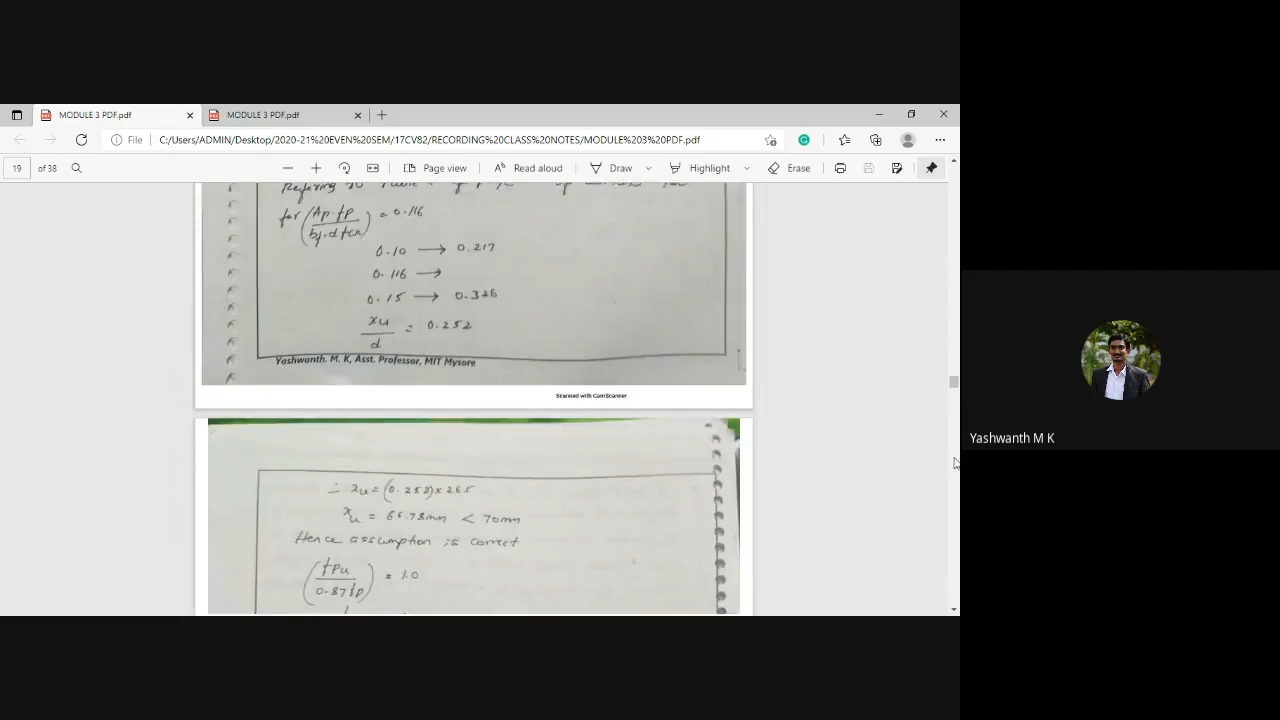 MODULE 3 PDF.pdf
MODULE 3 PDF.pdf
File C:/Users/ADMIN/Desktop/2020-21%20EVEN%20SEM/17CV82/RECORDING%20CLASS%20NOTES/MODULE%203%20PDF.pdf
19 of 38 Page view Read aloud Draw Highlight Erase
Referring to
for (Ap.fp / bf.d fck) = 0.116
0.10 → 0.217
0.116 →
0.15 → 0.326
xu / d = 0.252
Yashwanth. M. K, Asst. Professor, MIT Mysore
Scanned with CamScanner
∴ xu = (0.252) x 265
xu = 66.78mm < 70mm
Hence assumption is correct
(fpu / 0.87fp) = 1.0
Yashwanth M K